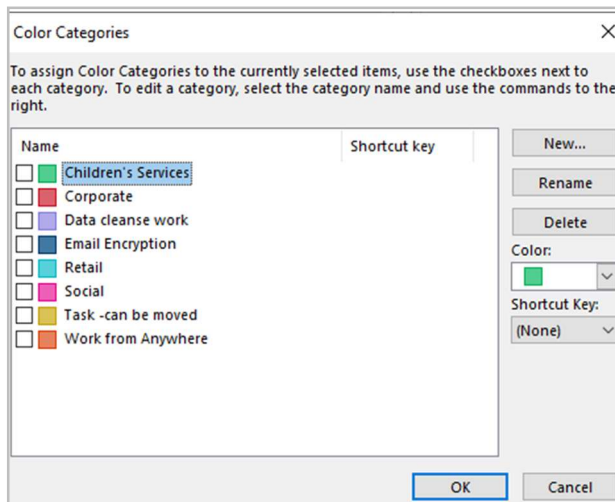 Color Categories
To assign Color Categories to the currently selected items, use the checkboxes next to
each category. To edit a category, select the category name and use the commands to the
right.
Name Shortcut key
Children's Services
Corporate
Data cleanse work
Email Encryption
Retail
Social
Task -can be moved
Work from Anywhere
New...
Rename
Delete
Color:
Shortcut Key:
(None)
OK Cancel